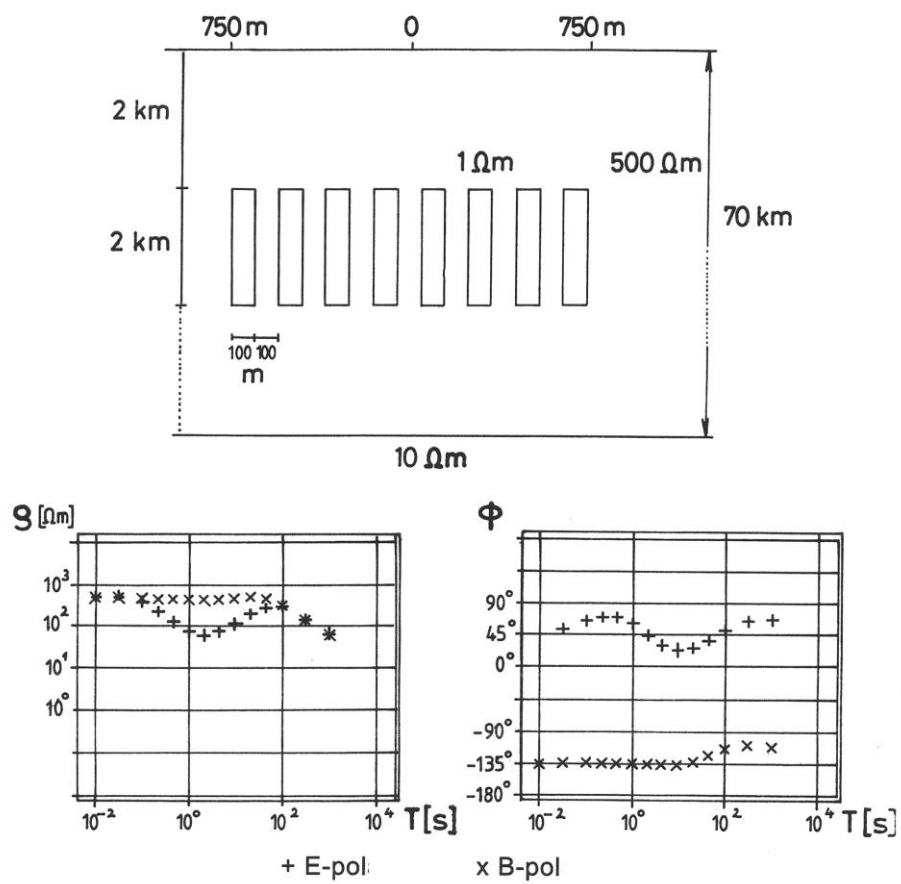 750 m 0 750 m
2 km
1 Ωm 500 Ωm
70 km
2 km
100 100
m
10 Ωm
ϱ [Ωm]
10³
10²
10¹
10⁰
10⁻² 10⁰ 10² 10⁴ T [s]
ϕ
90°
45°
0°
-90°
-135°
-180°
10⁻² 10⁰ 10² 10⁴ T [s]
+ E-pol x B-pol